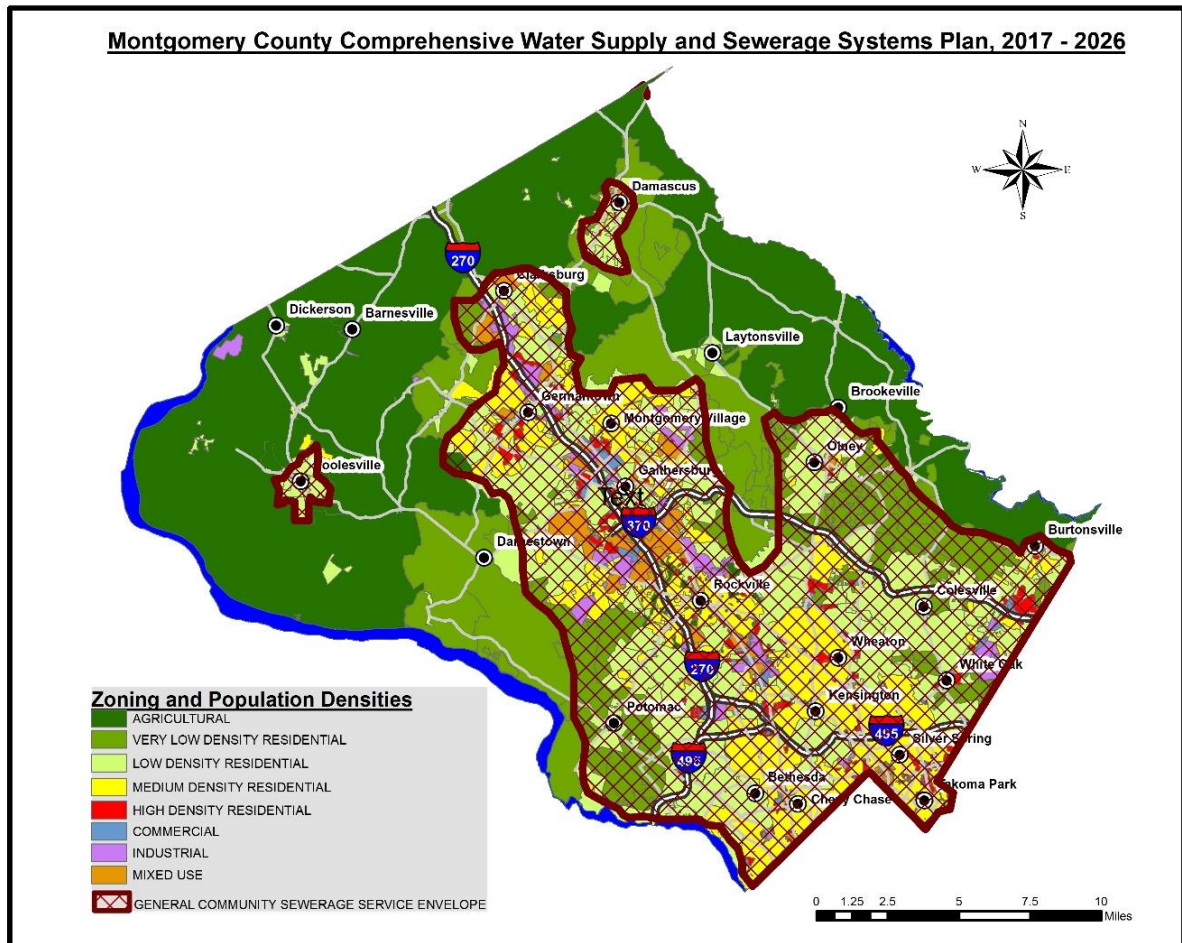 Montgomery County Comprehensive Water Supply and Sewerage Systems Plan, 2017 - 2026
N
W
E
S
Damascus
270
Clarksburg
Dickerson
Barnesville
Laytonsville
Brookeville
Germantown
Montgomery Village
Olney
oolesville
Gaithersburg
Text
370
Burtonsville
Darnestown
Rockville
Colesville
Wheaton
270
White Oak
Kensington
Potomac
495
Silver Spring
495
Bethesda
Takoma Park
Chevy Chase
Zoning and Population Densities
AGRICULTURAL
VERY LOW DENSITY RESIDENTIAL
LOW DENSITY RESIDENTIAL
MEDIUM DENSITY RESIDENTIAL
HIGH DENSITY RESIDENTIAL
COMMERCIAL
INDUSTRIAL
MIXED USE
GENERAL COMMUNITY SEWERAGE SERVICE ENVELOPE
0 1.25 2.5 5 7.5 10
Miles